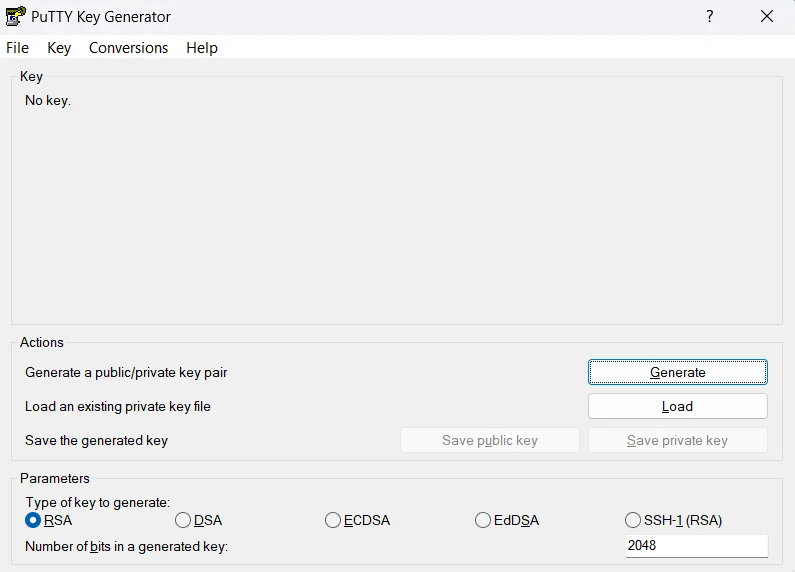 PuTTY Key Generator ?
File Key Conversions Help
Key
No key.
Actions
Generate a public/private key pair Generate
Load an existing private key file Load
Save the generated key Save public key Save private key
Parameters
Type of key to generate:
RSA DSA ECDSA EdDSA SSH-1 (RSA)
Number of bits in a generated key: 2048